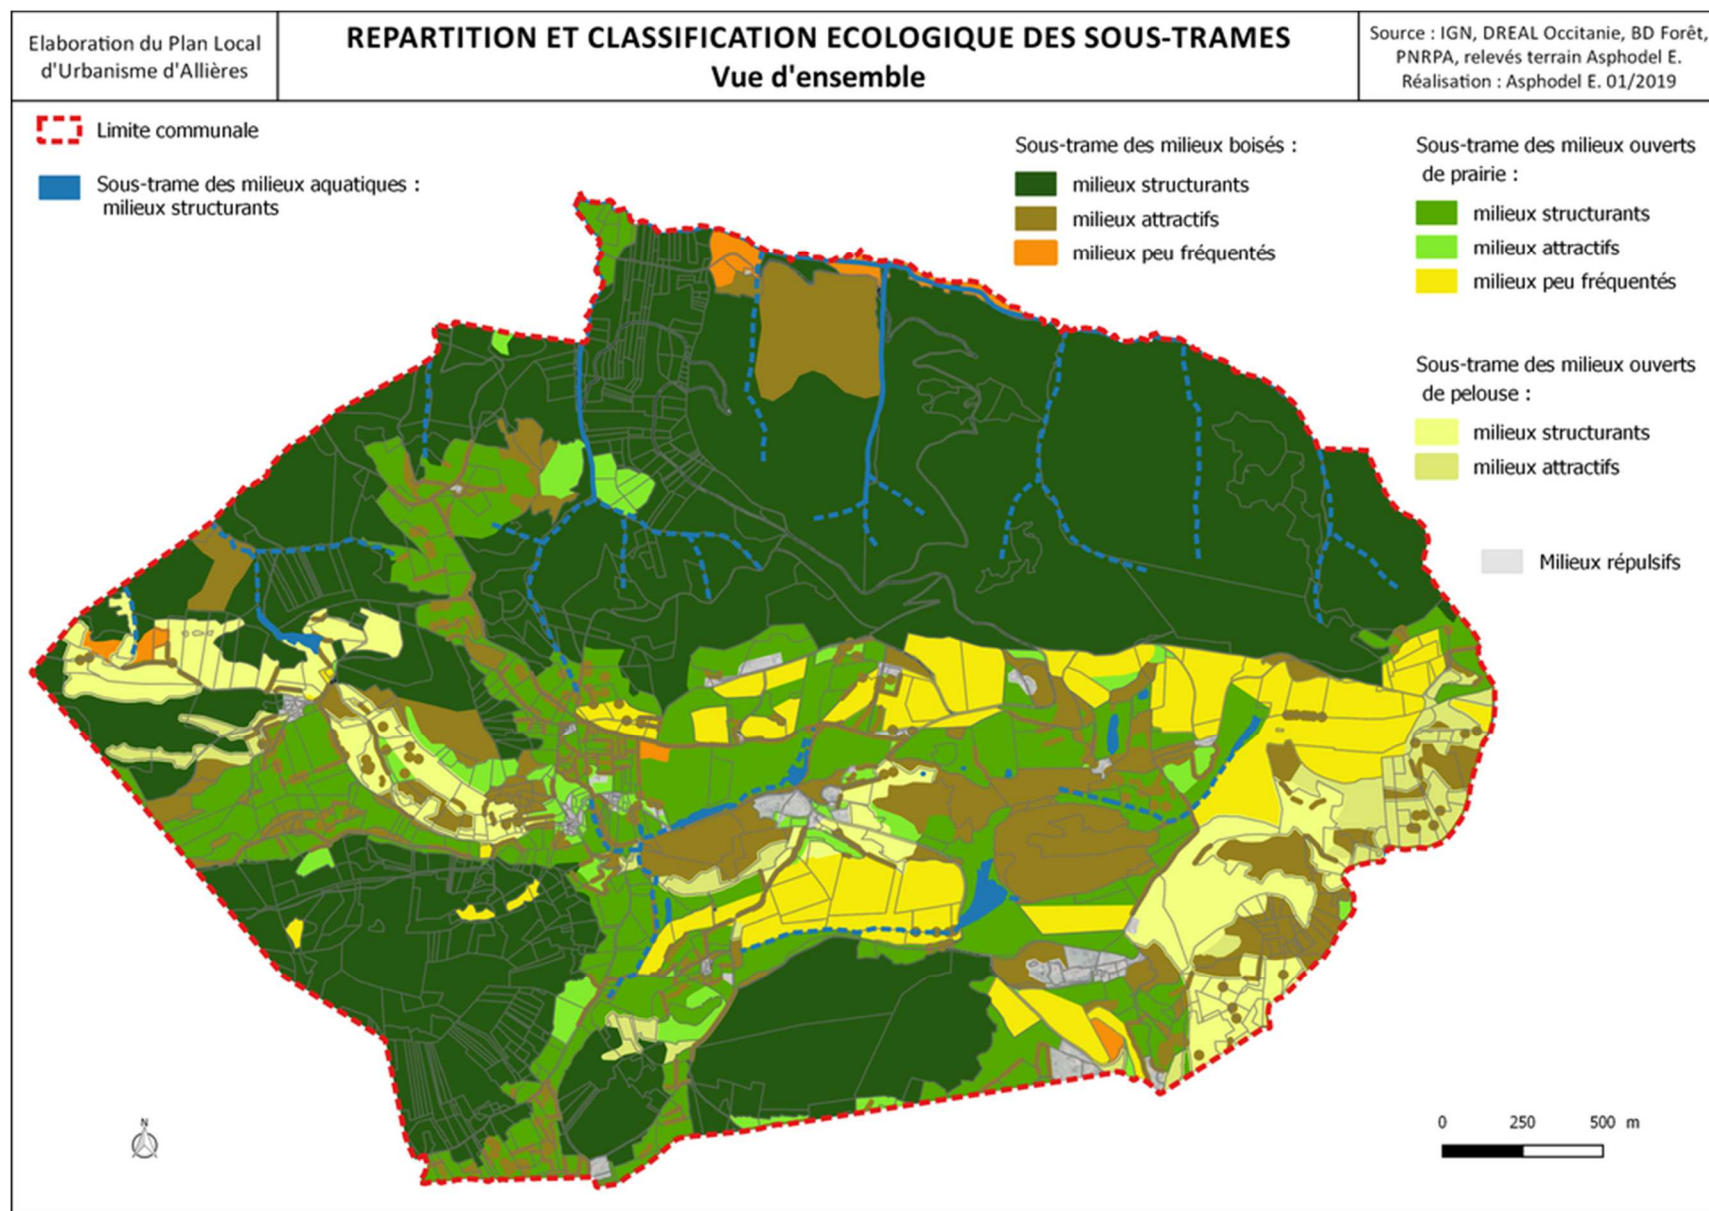 Elaboration du Plan Local
d'Urbanisme d'Allières
REPARTITION ET CLASSIFICATION ECOLOGIQUE DES SOUS-TRAMES
Vue d'ensemble
Source : IGN, DREAL Occitanie, BD Forêt,
PNRPA, relevés terrain Asphodel E.
Réalisation : Asphodel E. 01/2019
Limite communale
Sous-trame des milieux aquatiques :
milieux structurants
Sous-trame des milieux boisés :
milieux structurants
milieux attractifs
milieux peu fréquentés
Sous-trame des milieux ouverts
de prairie :
milieux structurants
milieux attractifs
milieux peu fréquentés
Sous-trame des milieux ouverts
de pelouse :
milieux structurants
milieux attractifs
Milieux répulsifs
N
0 250 500 m